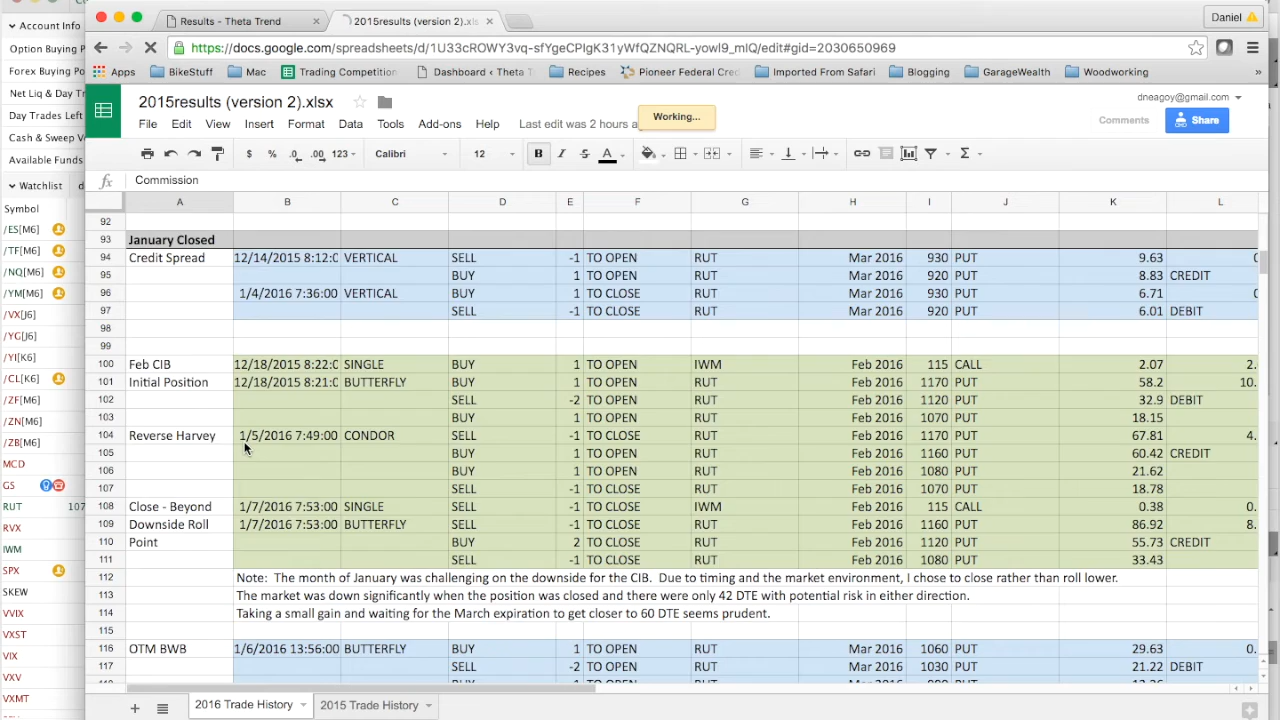 Account Info
Option Buying P
Forex Buying Po
Net Liq & Day Tr
Day Trades Left
Cash & Sweep V
Available Funds
Watchlist d
Symbol
/ES[M6]
/TF[M6]
/NQ[M6]
/YM[M6]
/VX[J6]
/YG[J6]
/YI[K6]
/CL[K6]
/ZF[M6]
/ZN[M6]
/ZB[M6]
MCD
GS
RUT 107
RVX
IWM
SPX
SKEW
VVIX
VXST
VIX
VXV
VXMT
Results - Theta Trend
2015results (version 2).xls
Daniel
https://docs.google.com/spreadsheets/d/1U33cROWY3vq-sfYgeCPIgK31yWfQZNQRL-yowl9_mlQ/edit#gid=2030650969
Apps BikeStuff Mac Trading Competition Dashboard ‹ Theta T Recipes Pioneer Federal Cre Imported From Safari Blogging GarageWealth Woodworking »
2015results (version 2).xlsx
dneagoy@gmail.com
Working...
File Edit View Insert Format Data Tools Add-ons Help Last edit was 2 hours a
Comments Share
$ % .0 .00 123 Calibri 12 B I S A Σ
fx Commission
A B C D E F G H I J K L
92
93 January Closed
94 Credit Spread 12/14/2015 8:12:0 VERTICAL SELL -1 TO OPEN RUT Mar 2016 930 PUT 9.63
95 BUY 1 TO OPEN RUT Mar 2016 920 PUT 8.83 CREDIT
96 1/4/2016 7:36:00 VERTICAL BUY 1 TO CLOSE RUT Mar 2016 930 PUT 6.71
97 SELL -1 TO CLOSE RUT Mar 2016 920 PUT 6.01 DEBIT
98
99
100 Feb CIB 12/18/2015 8:22:0 SINGLE BUY 1 TO OPEN IWM Feb 2016 115 CALL 2.07 2.
101 Initial Position 12/18/2015 8:21:0 BUTTERFLY BUY 1 TO OPEN RUT Feb 2016 1170 PUT 58.2 10.
102 SELL -2 TO OPEN RUT Feb 2016 1120 PUT 32.9 DEBIT
103 BUY 1 TO OPEN RUT Feb 2016 1070 PUT 18.15
104 Reverse Harvey 1/5/2016 7:49:00 CONDOR SELL -1 TO CLOSE RUT Feb 2016 1170 PUT 67.81 4.
105 BUY 1 TO CLOSE RUT Feb 2016 1160 PUT 60.42 CREDIT
106 BUY 1 TO CLOSE RUT Feb 2016 1080 PUT 21.62
107 SELL -1 TO CLOSE RUT Feb 2016 1070 PUT 18.78
108 Close - Beyond 1/7/2016 7:53:00 SINGLE SELL -1 TO CLOSE IWM Feb 2016 115 CALL 0.38 0.
109 Downside Roll 1/7/2016 7:53:00 BUTTERFLY SELL -1 TO CLOSE RUT Feb 2016 1160 PUT 86.92 8.
110 Point BUY 2 TO CLOSE RUT Feb 2016 1120 PUT 55.73 CREDIT
111 SELL -1 TO CLOSE RUT Feb 2016 1080 PUT 33.43
112 Note: The month of January was challenging on the downside for the CIB. Due to timing and the market environment, I chose to close rather than roll lower.
113 The market was down significantly when the position was closed and there were only 42 DTE with potential risk in either direction.
114 Taking a small gain and waiting for the March expiration to get closer to 60 DTE seems prudent.
115
116 OTM BWB 1/6/2016 13:56:00 BUTTERFLY BUY 1 TO OPEN RUT Mar 2016 1060 PUT 29.63 0.
117 SELL -2 TO OPEN RUT Mar 2016 1030 PUT 21.22 DEBIT
2016 Trade History 2015 Trade History